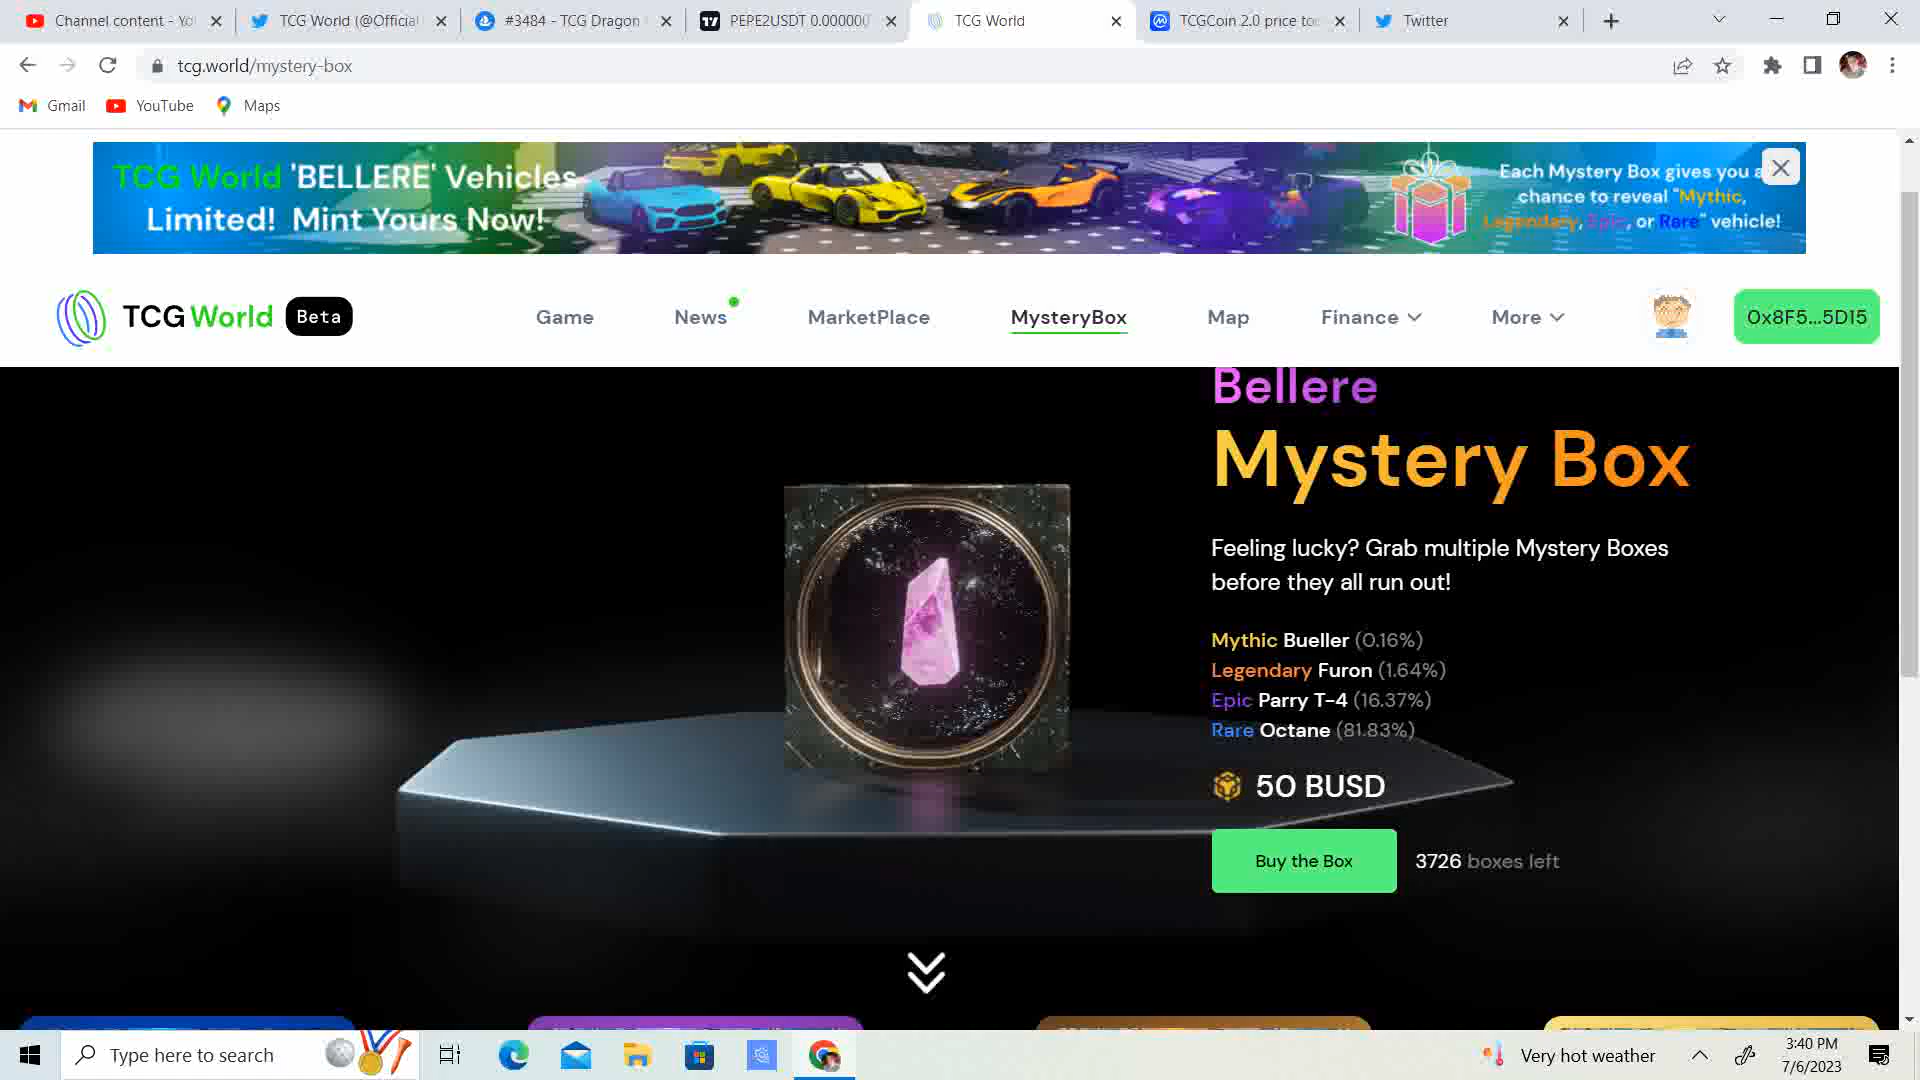 Channel content - Yo
TCG World (@Official
#3484 - TCG Dragon
PEPE2USDT 0.000000
TCG World
TCGCoin 2.0 price to
Twitter
tcg.world/mystery-box
Gmail
YouTube
Maps
TCG World 'BELLERE' Vehicles
Limited! Mint Yours Now!
Each Mystery Box gives you a
chance to reveal "Mythic,
Legendary, Epic, or Rare" vehicle!
TCG World Beta
Game
News
MarketPlace
MysteryBox
Map
Finance
More
0x8F5...5D15
Bellere
Mystery Box
Feeling lucky? Grab multiple Mystery Boxes
before they all run out!
Mythic Bueller (0.16%)
Legendary Furon (1.64%)
Epic Parry T-4 (16.37%)
Rare Octane (81.83%)
50 BUSD
Buy the Box
3726 boxes left
Type here to search
Very hot weather
3:40 PM
7/6/2023